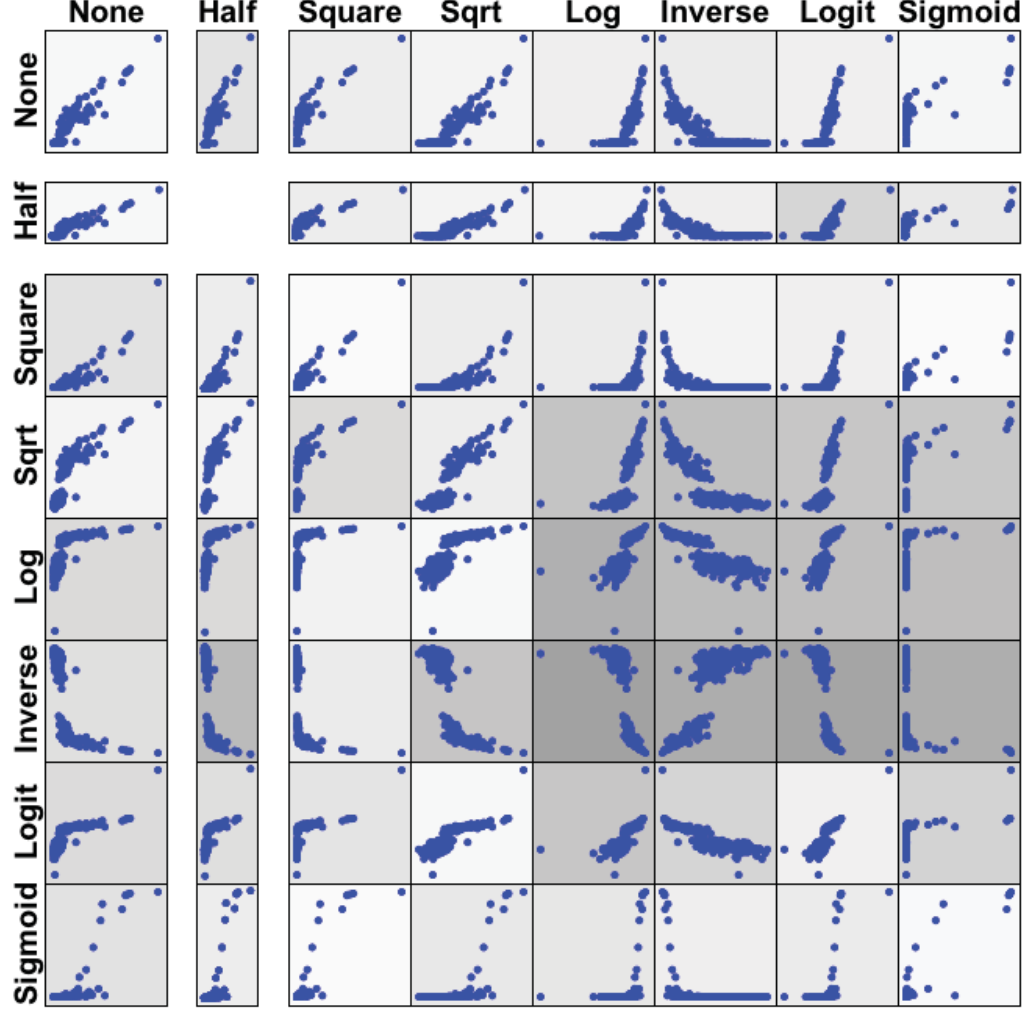 None Half Square Sqrt Log Inverse Logit Sigmoid
None
Half
Square
Sqrt
Log
Inverse
Logit
Sigmoid